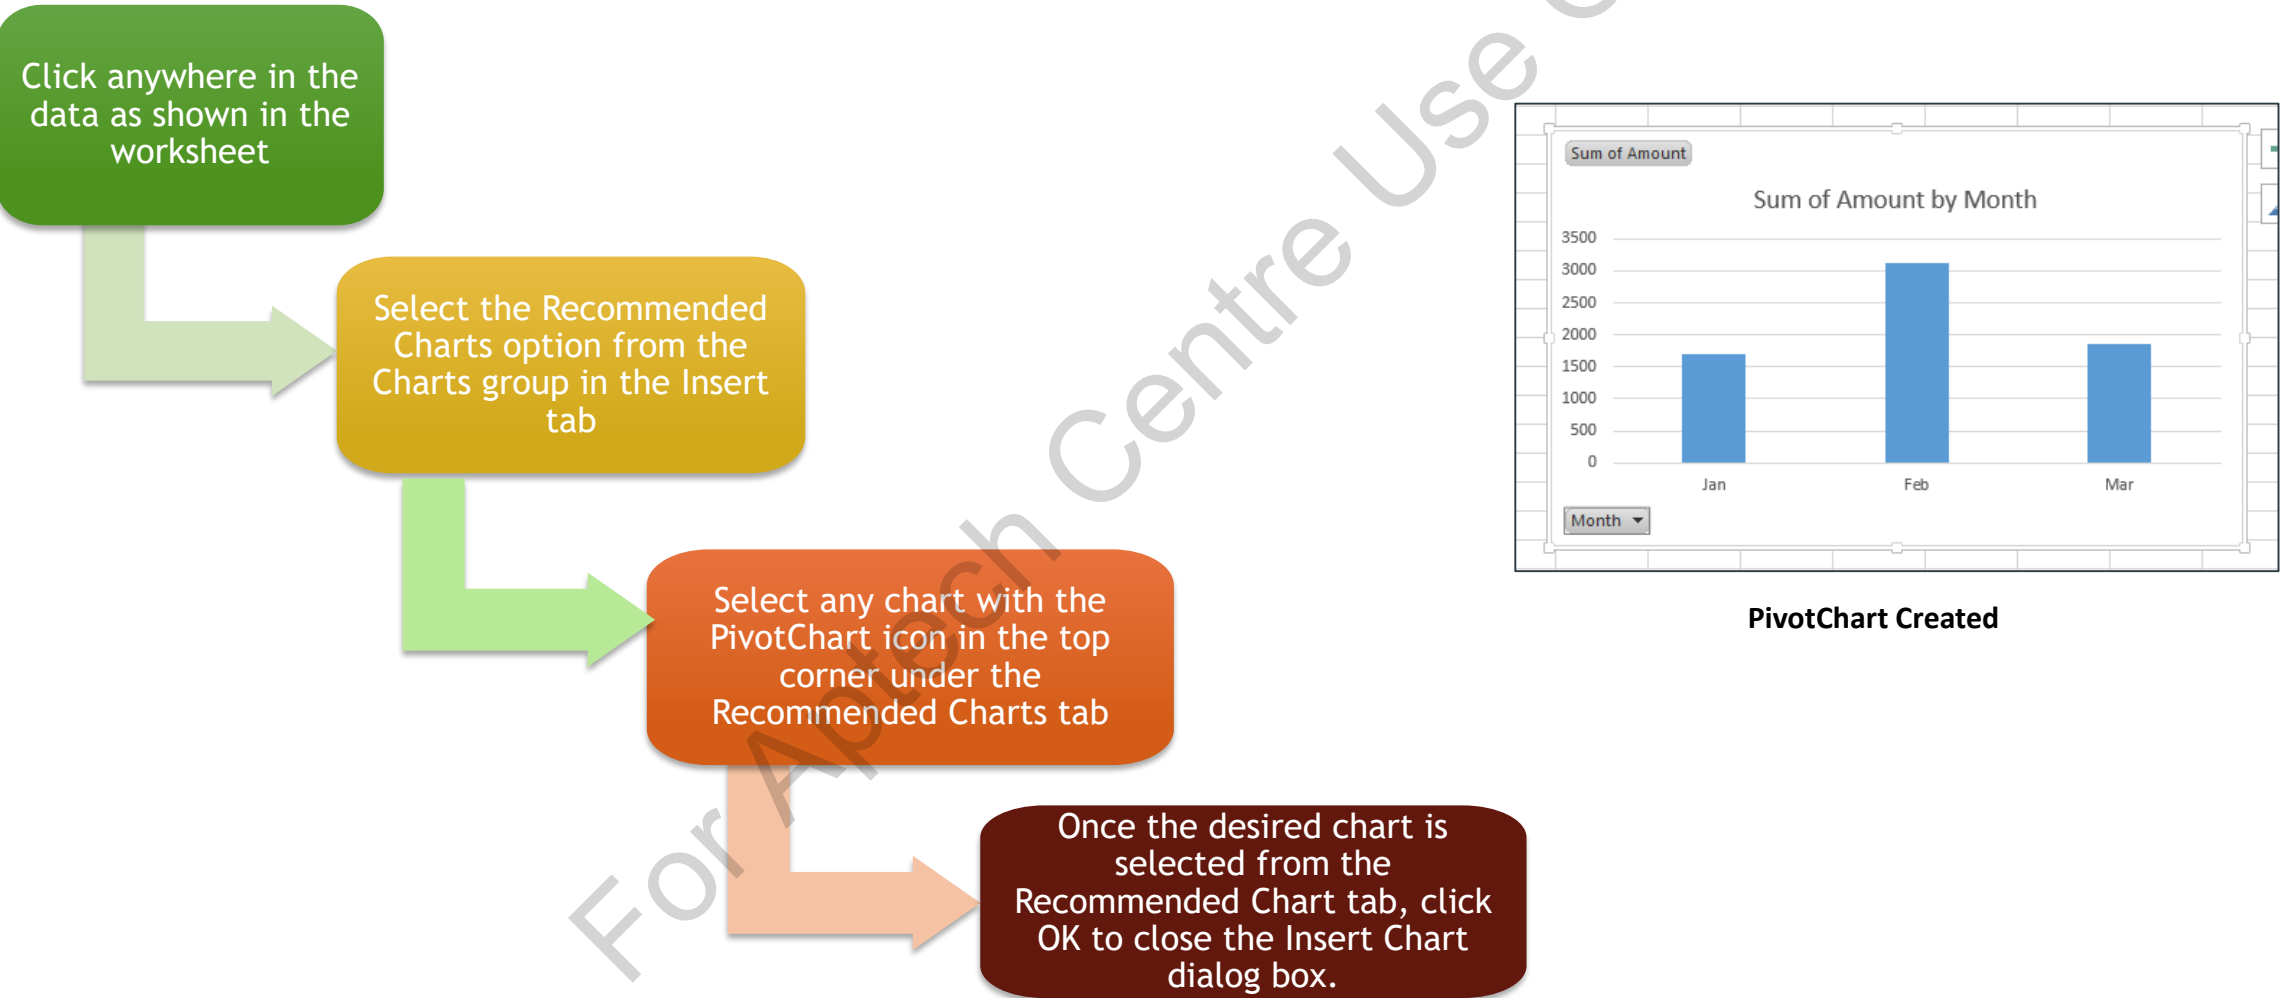 Click anywhere in the
data as shown in the
worksheet
Select the Recommended
Charts option from the
Charts group in the Insert
tab
Select any chart with the
PivotChart icon in the top
corner under the
Recommended Charts tab
Once the desired chart is
selected from the
Recommended Chart tab, click
OK to close the Insert Chart
dialog box.
Sum of Amount
Sum of Amount by Month
3500
3000
2500
2000
1500
1000
500
0
Jan Feb Mar
Month
PivotChart Created
For Aptech Centre Use